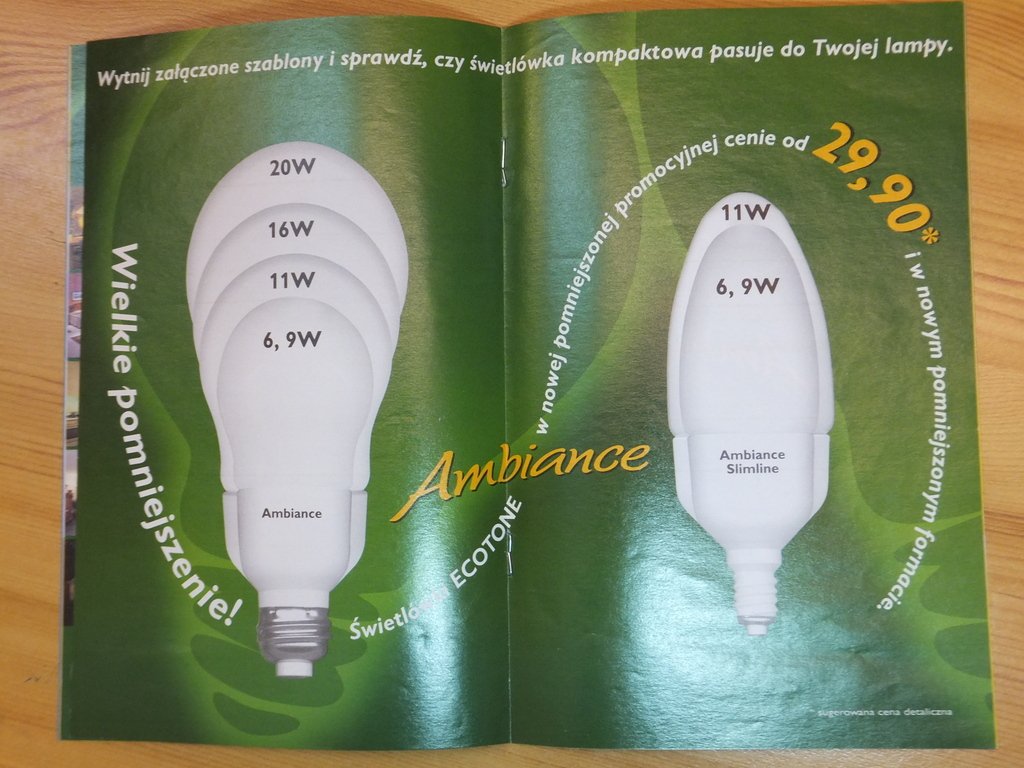 Wytnij załączone szablony i sprawdź, czy świetlówka kompaktowa pasuje do Twojej lampy.
Wielkie pomniejszenie!
20W
16W
11W
6, 9W
Ambiance
Świetlówka ECOTONE
Ambiance
w nowej pomniejszonej promocyjnej cenie od 29,90* i w nowym pomniejszonym formacie.
11W
6, 9W
Ambiance
Slimline
* sugerowana cena detaliczna